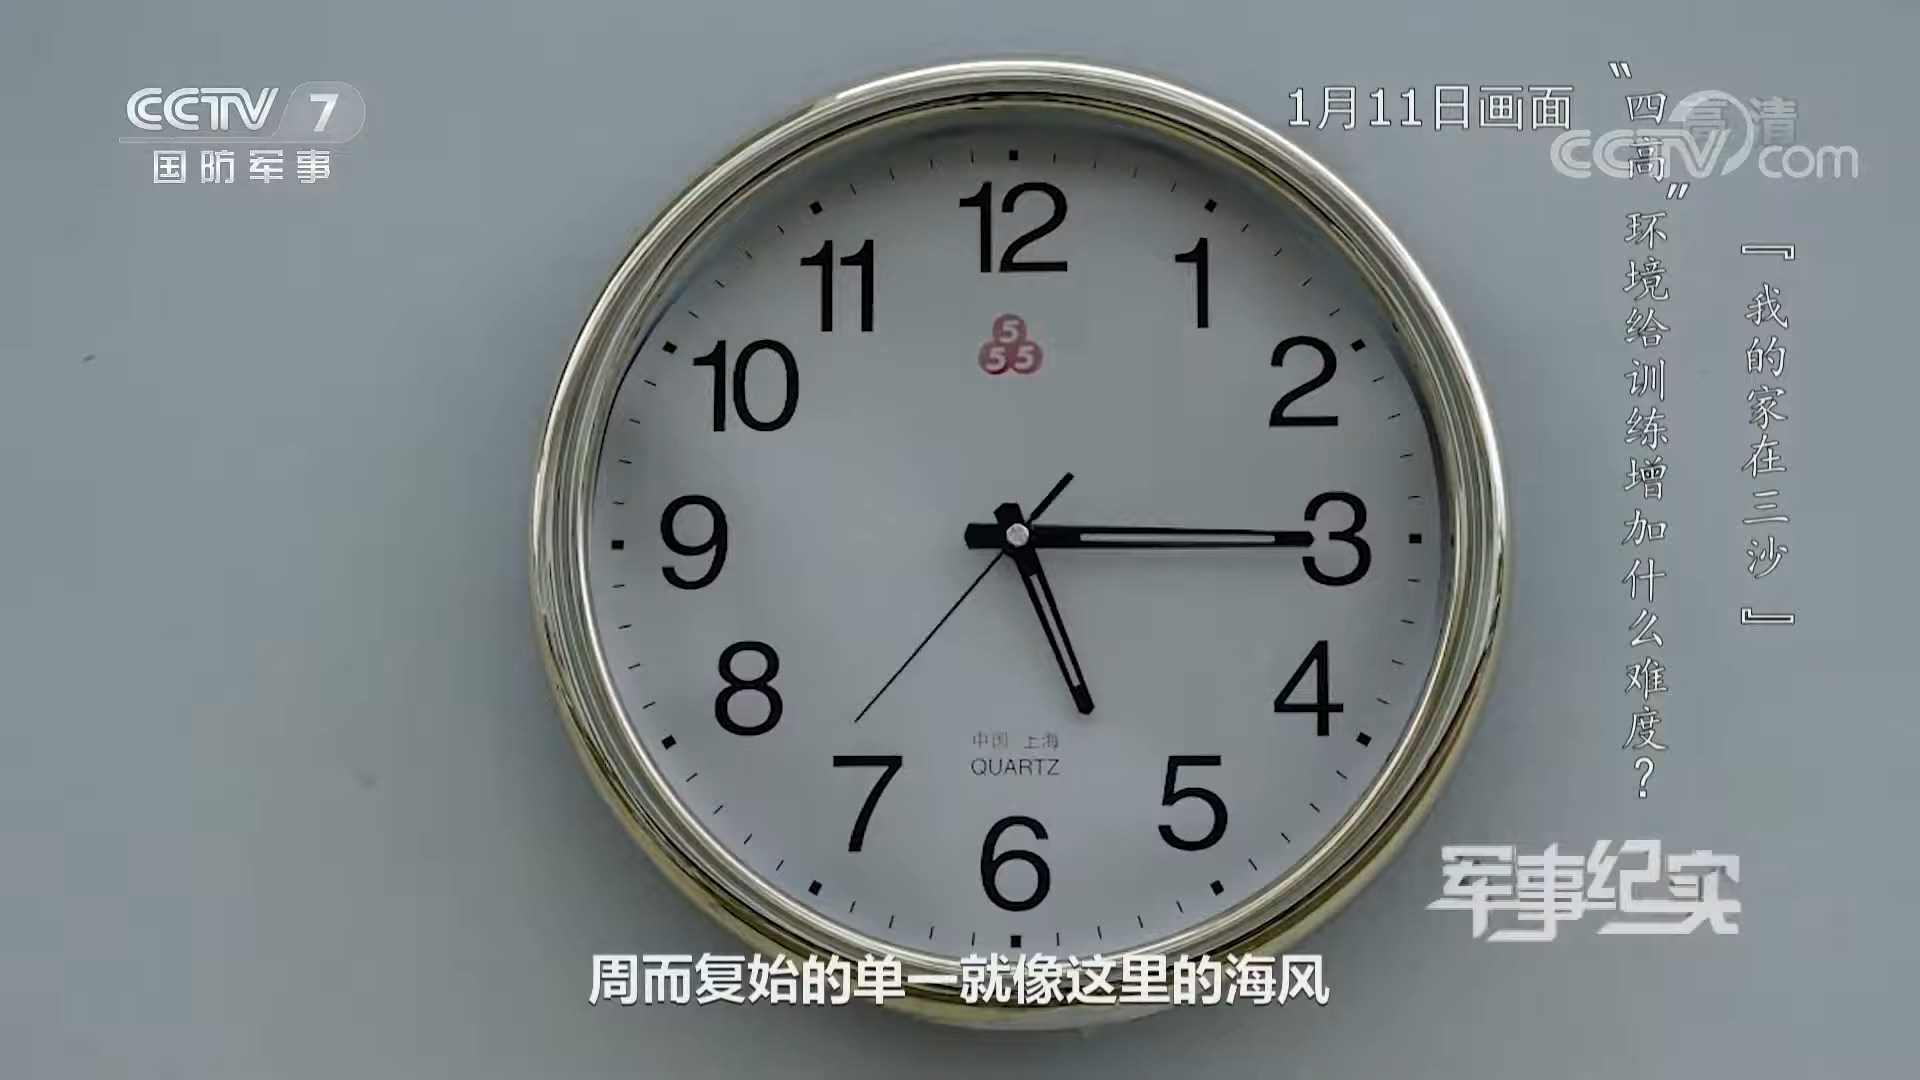 CCTV 7
国防军事
1月11日画面
高清
CCTV com
“四高”环境给训练增加什么难度？
『我的家在三沙』
12
1
2
3
4
5
6
7
8
9
10
11
5
5 5
中国 上海
QUARTZ
军事纪实
周而复始的单一就像这里的海风